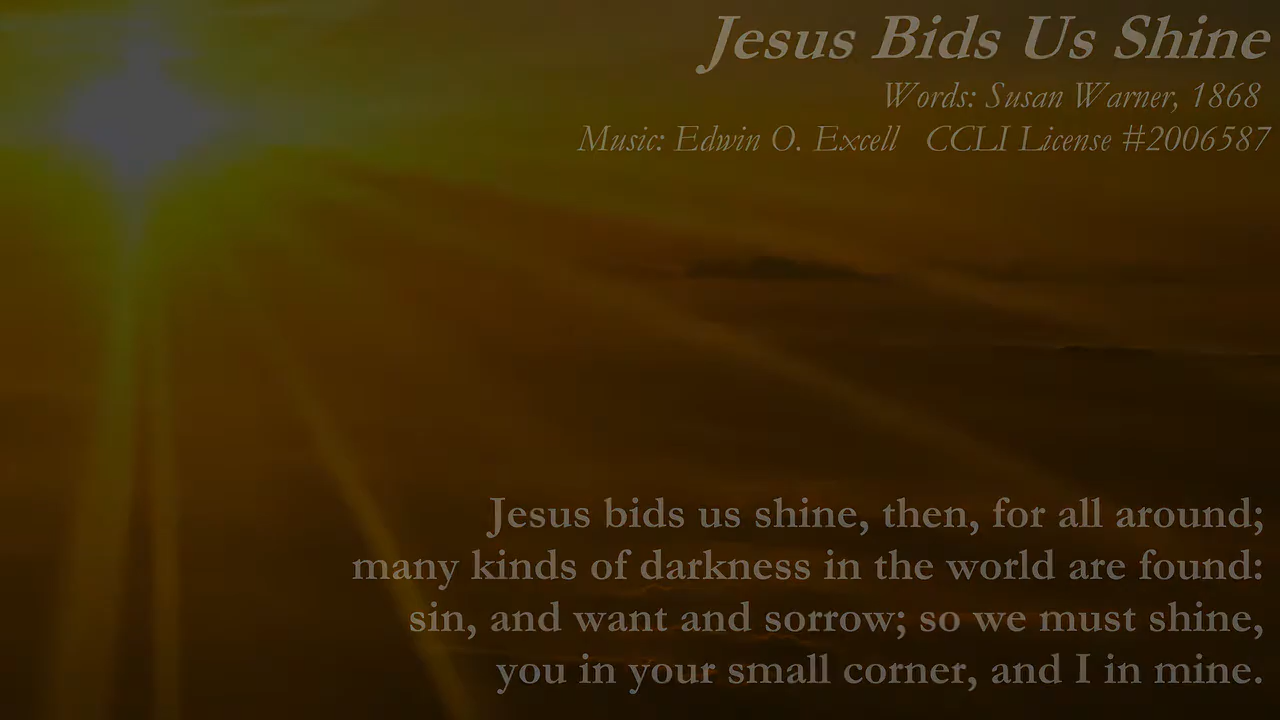 Jesus Bids Us Shine
Words: Susan Warner, 1868
Music: Edwin O. Excell CCLI License #2006587
Jesus bids us shine, then, for all around;
many kinds of darkness in the world are found:
sin, and want and sorrow; so we must shine,
you in your small corner, and I in mine.